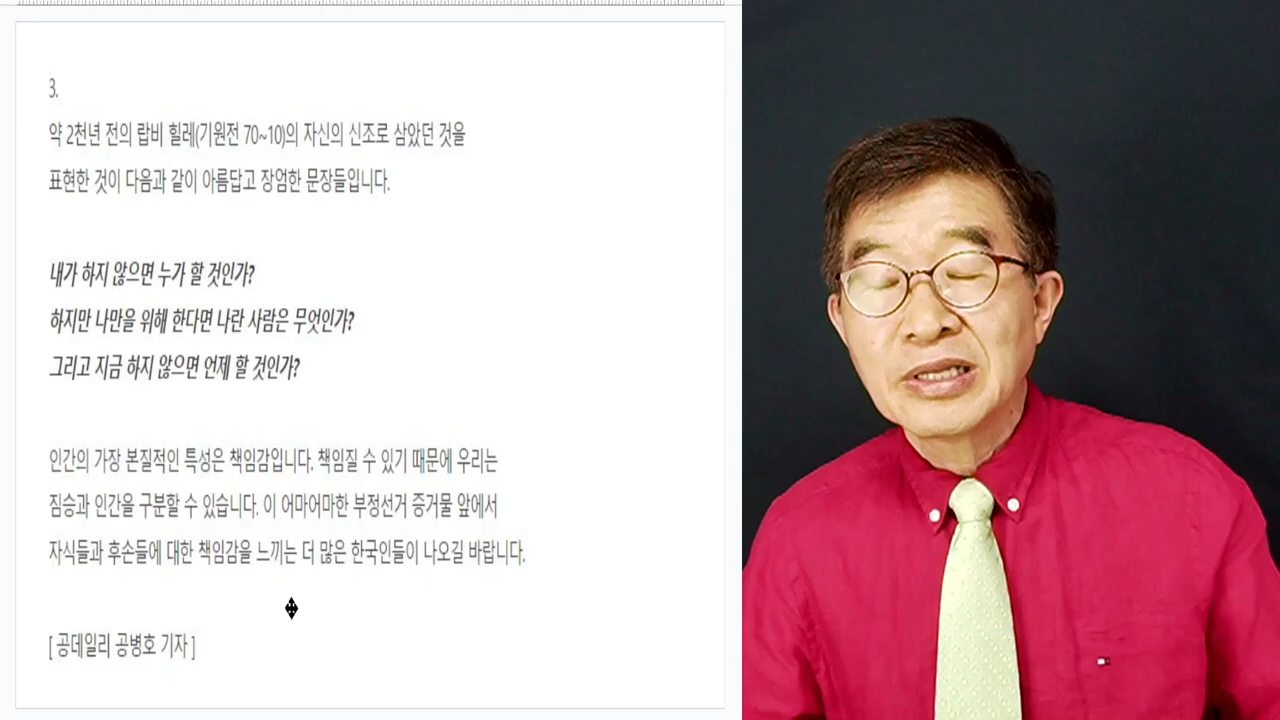 3.
약 2천년 전의 랍비 힐레(기원전 70~10)의 자신의 신조로 삼았던 것을
표현한 것이 다음과 같이 아름답고 장엄한 문장들입니다.
내가 하지 않으면 누가 할 것인가?
하지만 나만을 위해 한다면 나란 사람은 무엇인가?
그리고 지금 하지 않으면 언제 할 것인가?
인간의 가장 본질적인 특성은 책임감입니다. 책임질 수 있기 때문에 우리는
짐승과 인간을 구분할 수 있습니다. 이 어마어마한 부정선거 증거물 앞에서
자식들과 후손들에 대한 책임감을 느끼는 더 많은 한국인들이 나오길 바랍니다.
[ 공데일리 공병호 기자 ]